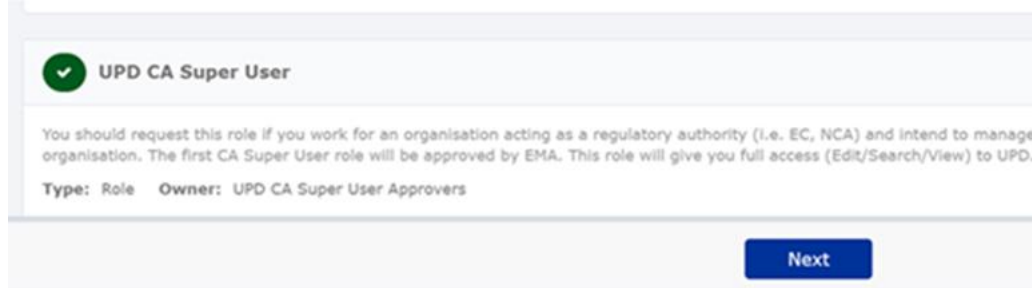 UPD CA Super User
You should request this role if you work for an organisation acting as a regulatory authority (i.e. EC, NCA) and intend to manage
organisation. The first CA Super User role will be approved by EMA. This role will give you full access (Edit/Search/View) to UPD.
Type: Role Owner: UPD CA Super User Approvers
Next